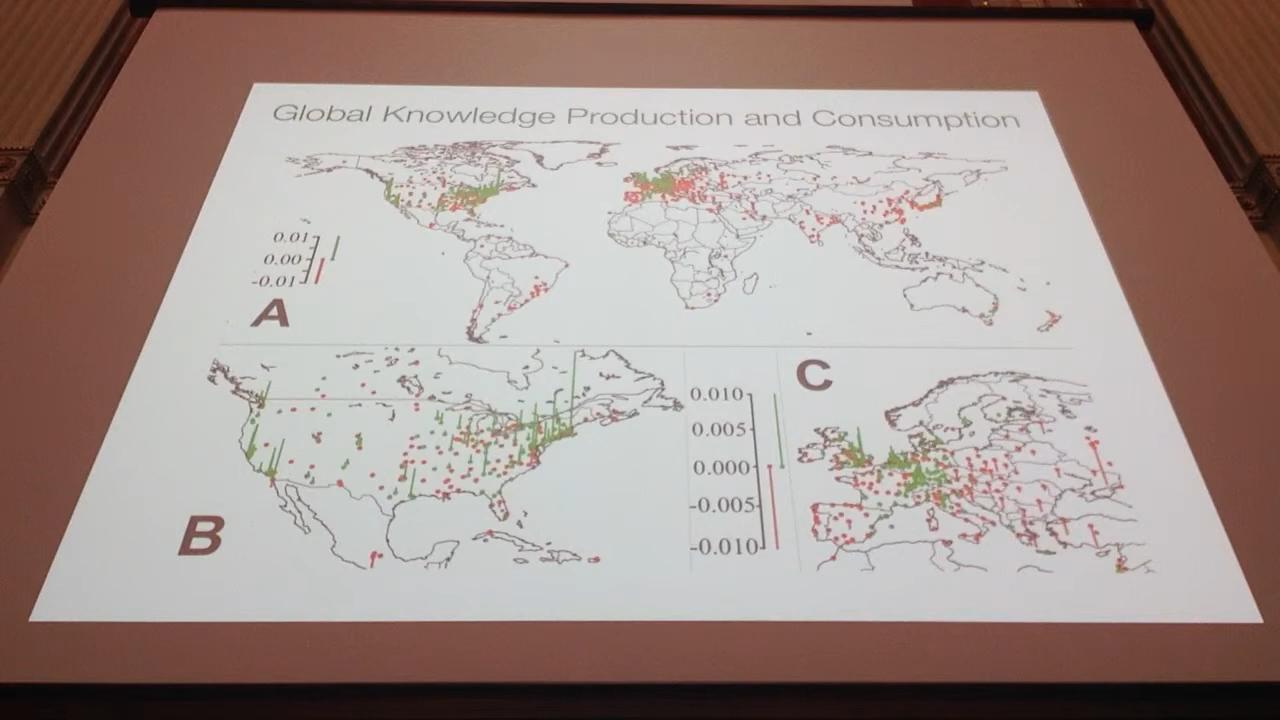 Global Knowledge Production and Consumption
0.01
0.00
-0.01
A
B
0.010
0.005
0.000
-0.005
-0.010
C